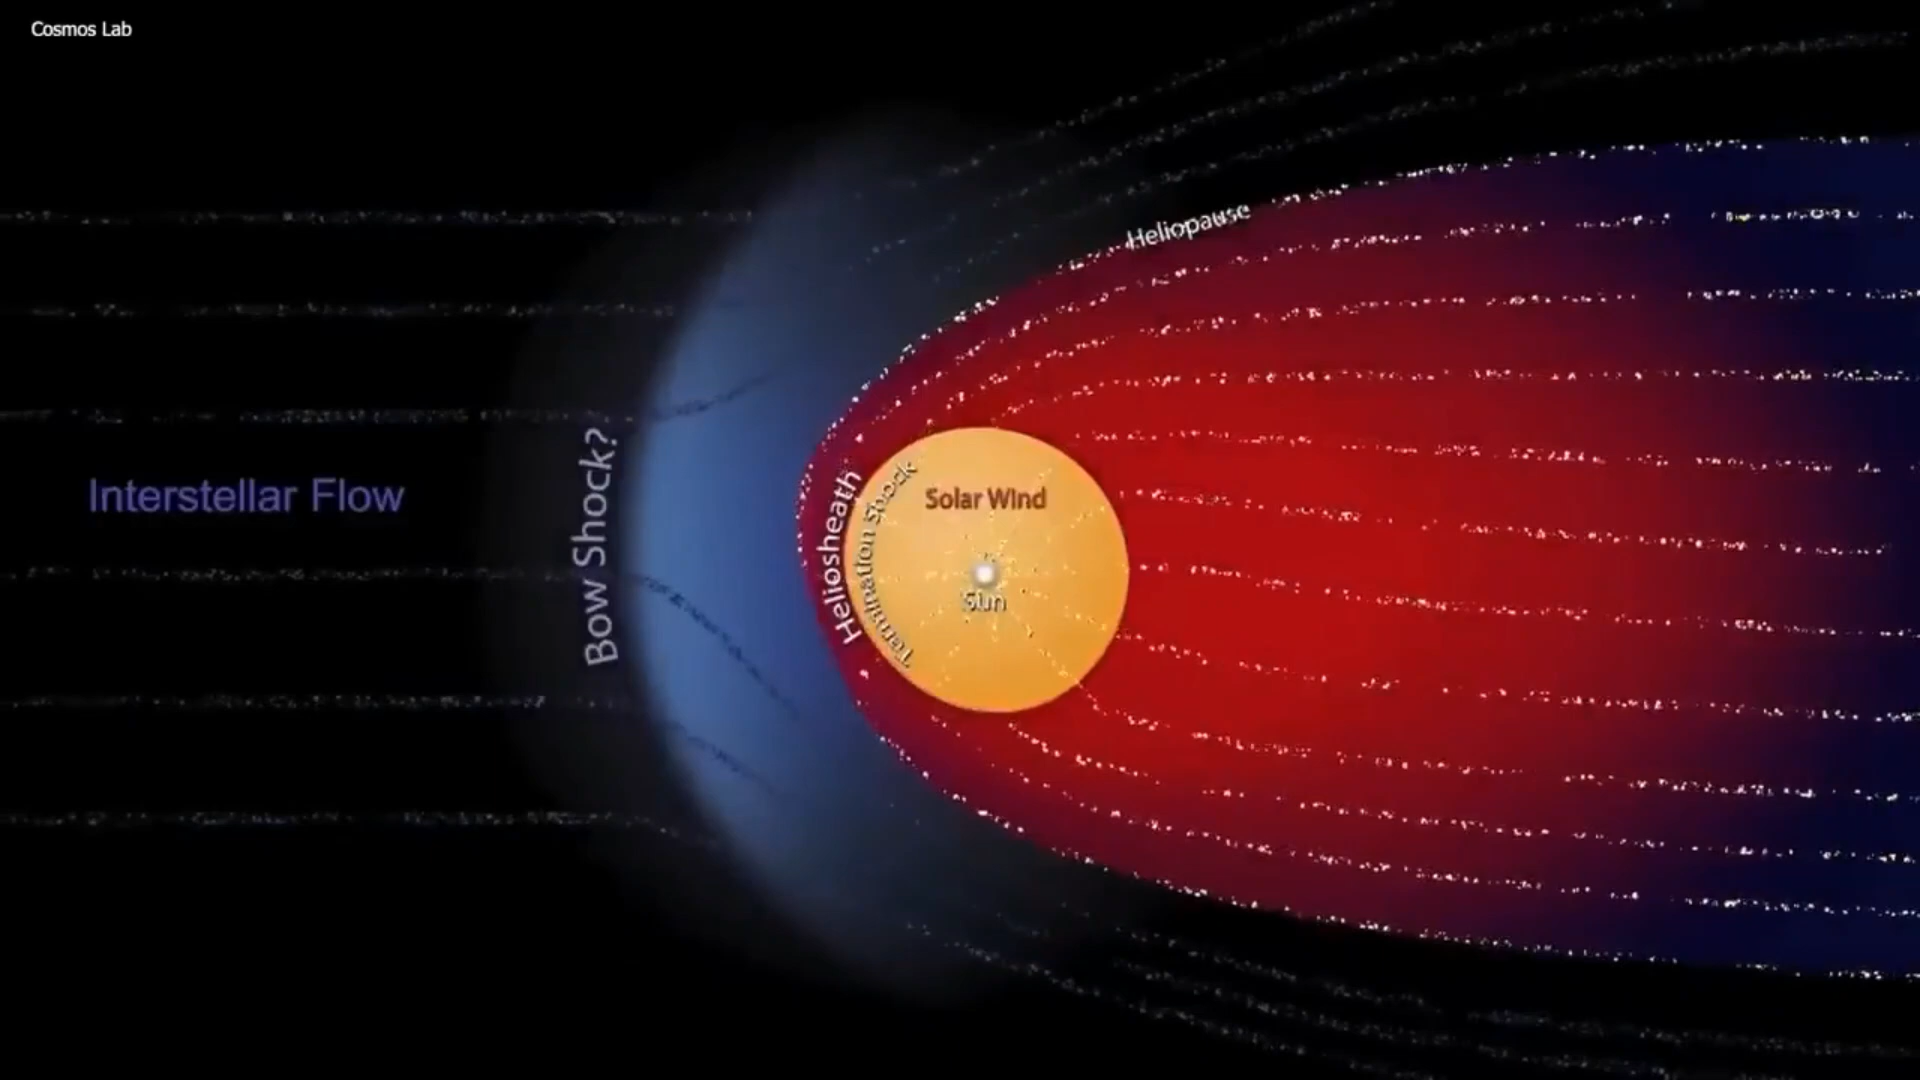 Cosmos Lab
Heliopause
Interstellar Flow
Bow Shock?
Heliosheath
Termination Shock
Solar Wind
Sun